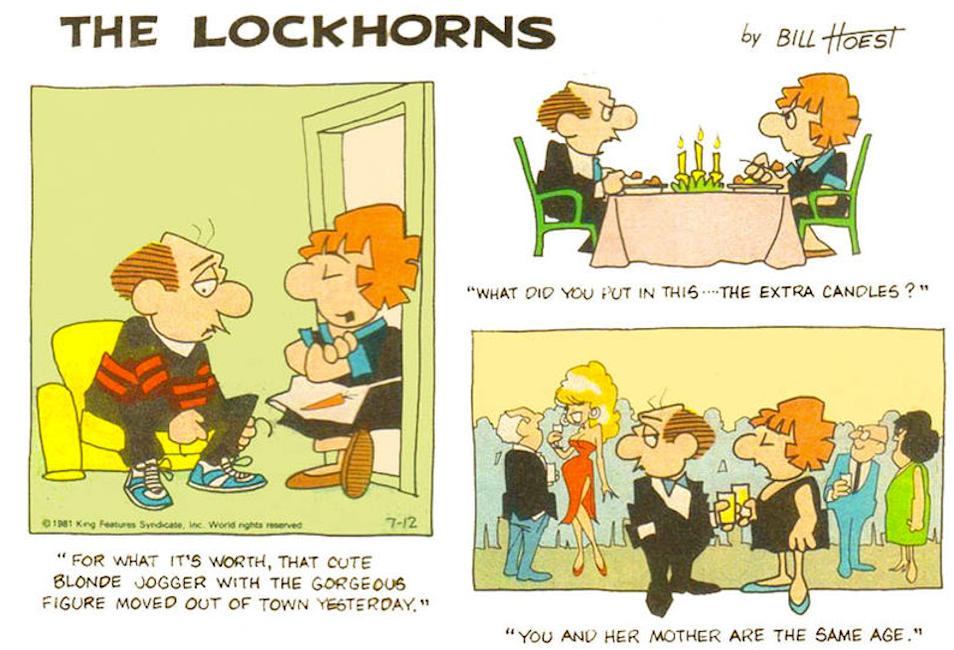 THE LOCKHORNS
by BILL HOEST
© 1981 King Features Syndicate, Inc. World rights reserved
7-12
"FOR WHAT IT'S WORTH, THAT CUTE
BLONDE JOGGER WITH THE GORGEOUS
FIGURE MOVED OUT OF TOWN YESTERDAY."
"WHAT DID YOU PUT IN THIS....THE EXTRA CANDLES?"
"YOU AND HER MOTHER ARE THE SAME AGE."